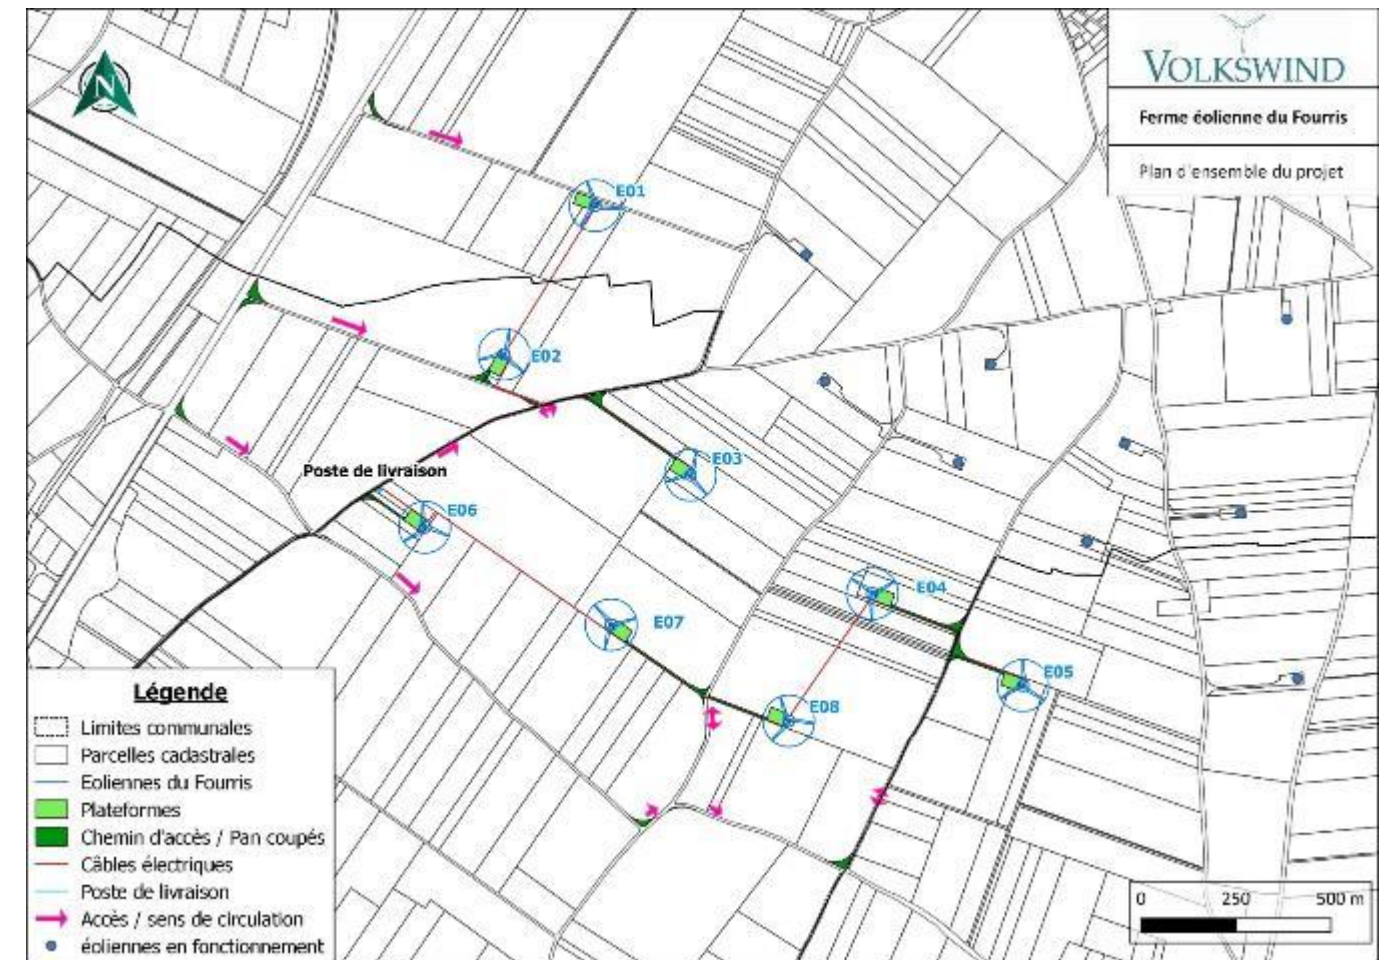 N
VOLKSWIND
Ferme éolienne du Fourris
Plan d'ensemble du projet
E01
E02
E03
Poste de livraison
E06
E04
E07
E05
E08
Légende
Limites communales
Parcelles cadastrales
Eoliennes du Fourris
Plateformes
Chemin d'accès / Pan coupés
Câbles électriques
Poste de livraison
Accès / sens de circulation
éoliennes en fonctionnement
0 250 500 m